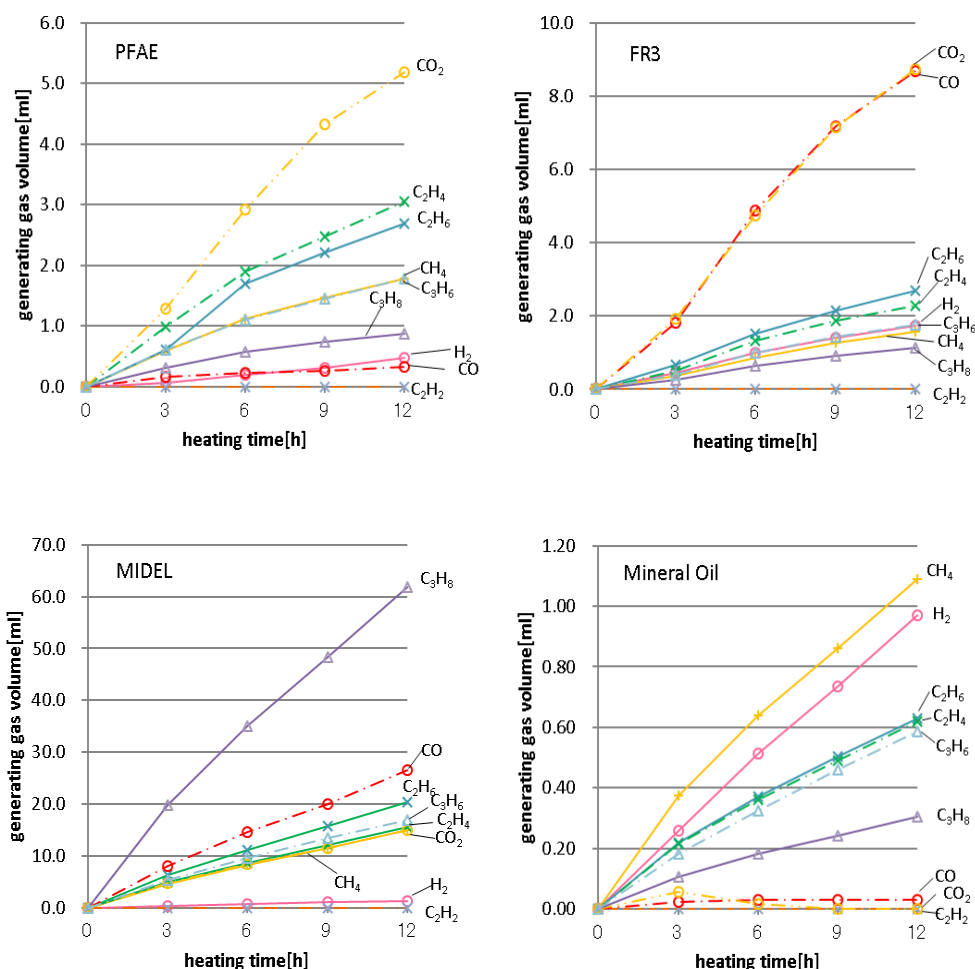 PFAE
generating gas volume[ml]
6.0
5.0
4.0
3.0
2.0
1.0
0.0
CO₂
C₂H₄
C₂H₆
CH₄
C₃H₆
C₃H₈
H₂
CO
C₂H₂
0 3 6 9 12
heating time[h]
FR3
generating gas volume[ml]
10.0
8.0
6.0
4.0
2.0
0.0
CO₂
CO
C₂H₆
C₂H₄
H₂
C₃H₆
CH₄
C₃H₈
C₂H₂
0 3 6 9 12
heating time[h]
MIDEL
generating gas volume[ml]
70.0
60.0
50.0
40.0
30.0
20.0
10.0
0.0
C₃H₈
CO
C₂H₆
C₃H₆
C₂H₄
CO₂
CH₄
H₂
C₂H₂
0 3 6 9 12
heating time[h]
Mineral Oil
generating gas volume[ml]
1.20
1.00
0.80
0.60
0.40
0.20
0.00
CH₄
H₂
C₂H₆
C₂H₄
C₃H₆
C₃H₈
CO
CO₂
C₂H₂
0 3 6 9 12
heating time[h]